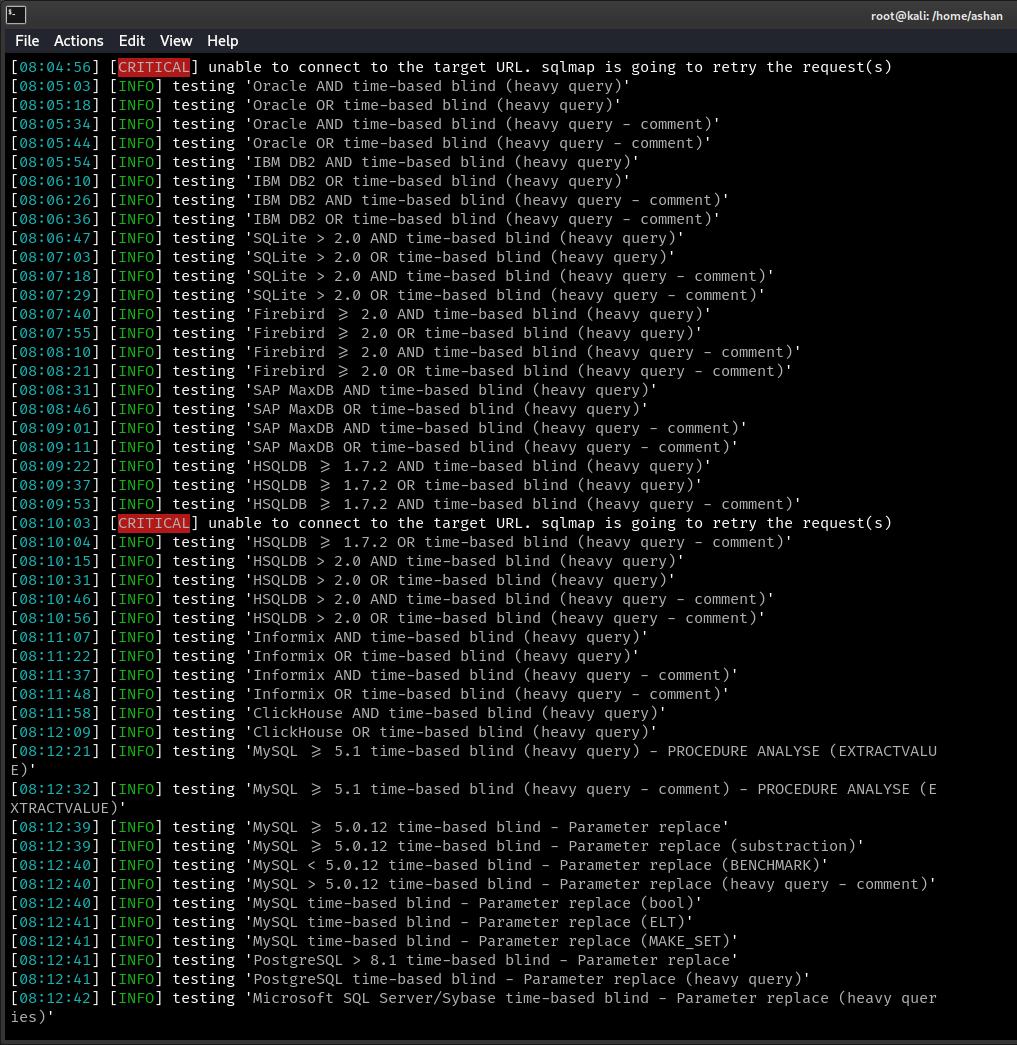 root@kali: /home/ashan
File Actions Edit View Help
[08:04:56] [CRITICAL] unable to connect to the target URL. sqlmap is going to retry the request(s)
[08:05:03] [INFO] testing 'Oracle AND time-based blind (heavy query)'
[08:05:18] [INFO] testing 'Oracle OR time-based blind (heavy query)'
[08:05:34] [INFO] testing 'Oracle AND time-based blind (heavy query - comment)'
[08:05:44] [INFO] testing 'Oracle OR time-based blind (heavy query - comment)'
[08:05:54] [INFO] testing 'IBM DB2 AND time-based blind (heavy query)'
[08:06:10] [INFO] testing 'IBM DB2 OR time-based blind (heavy query)'
[08:06:26] [INFO] testing 'IBM DB2 AND time-based blind (heavy query - comment)'
[08:06:36] [INFO] testing 'IBM DB2 OR time-based blind (heavy query - comment)'
[08:06:47] [INFO] testing 'SQLite > 2.0 AND time-based blind (heavy query)'
[08:07:03] [INFO] testing 'SQLite > 2.0 OR time-based blind (heavy query)'
[08:07:18] [INFO] testing 'SQLite > 2.0 AND time-based blind (heavy query - comment)'
[08:07:29] [INFO] testing 'SQLite > 2.0 OR time-based blind (heavy query - comment)'
[08:07:40] [INFO] testing 'Firebird ≥ 2.0 AND time-based blind (heavy query)'
[08:07:55] [INFO] testing 'Firebird ≥ 2.0 OR time-based blind (heavy query)'
[08:08:10] [INFO] testing 'Firebird ≥ 2.0 AND time-based blind (heavy query - comment)'
[08:08:21] [INFO] testing 'Firebird ≥ 2.0 OR time-based blind (heavy query - comment)'
[08:08:31] [INFO] testing 'SAP MaxDB AND time-based blind (heavy query)'
[08:08:46] [INFO] testing 'SAP MaxDB OR time-based blind (heavy query)'
[08:09:01] [INFO] testing 'SAP MaxDB AND time-based blind (heavy query - comment)'
[08:09:11] [INFO] testing 'SAP MaxDB OR time-based blind (heavy query - comment)'
[08:09:22] [INFO] testing 'HSQLDB ≥ 1.7.2 AND time-based blind (heavy query)'
[08:09:37] [INFO] testing 'HSQLDB ≥ 1.7.2 OR time-based blind (heavy query)'
[08:09:53] [INFO] testing 'HSQLDB ≥ 1.7.2 AND time-based blind (heavy query - comment)'
[08:10:03] [CRITICAL] unable to connect to the target URL. sqlmap is going to retry the request(s)
[08:10:04] [INFO] testing 'HSQLDB ≥ 1.7.2 OR time-based blind (heavy query - comment)'
[08:10:15] [INFO] testing 'HSQLDB > 2.0 AND time-based blind (heavy query)'
[08:10:31] [INFO] testing 'HSQLDB > 2.0 OR time-based blind (heavy query)'
[08:10:46] [INFO] testing 'HSQLDB > 2.0 AND time-based blind (heavy query - comment)'
[08:10:56] [INFO] testing 'HSQLDB > 2.0 OR time-based blind (heavy query - comment)'
[08:11:07] [INFO] testing 'Informix AND time-based blind (heavy query)'
[08:11:22] [INFO] testing 'Informix OR time-based blind (heavy query)'
[08:11:37] [INFO] testing 'Informix AND time-based blind (heavy query - comment)'
[08:11:48] [INFO] testing 'Informix OR time-based blind (heavy query - comment)'
[08:11:58] [INFO] testing 'ClickHouse AND time-based blind (heavy query)'
[08:12:09] [INFO] testing 'ClickHouse OR time-based blind (heavy query)'
[08:12:21] [INFO] testing 'MySQL ≥ 5.1 time-based blind (heavy query) - PROCEDURE ANALYSE (EXTRACTVALU
E)'
[08:12:32] [INFO] testing 'MySQL ≥ 5.1 time-based blind (heavy query - comment) - PROCEDURE ANALYSE (E
XTRACTVALUE)'
[08:12:39] [INFO] testing 'MySQL ≥ 5.0.12 time-based blind - Parameter replace'
[08:12:39] [INFO] testing 'MySQL ≥ 5.0.12 time-based blind - Parameter replace (substraction)'
[08:12:40] [INFO] testing 'MySQL < 5.0.12 time-based blind - Parameter replace (BENCHMARK)'
[08:12:40] [INFO] testing 'MySQL > 5.0.12 time-based blind - Parameter replace (heavy query - comment)'
[08:12:40] [INFO] testing 'MySQL time-based blind - Parameter replace (bool)'
[08:12:41] [INFO] testing 'MySQL time-based blind - Parameter replace (ELT)'
[08:12:41] [INFO] testing 'MySQL time-based blind - Parameter replace (MAKE_SET)'
[08:12:41] [INFO] testing 'PostgreSQL > 8.1 time-based blind - Parameter replace'
[08:12:41] [INFO] testing 'PostgreSQL time-based blind - Parameter replace (heavy query)'
[08:12:42] [INFO] testing 'Microsoft SQL Server/Sybase time-based blind - Parameter replace (heavy quer
ies)'